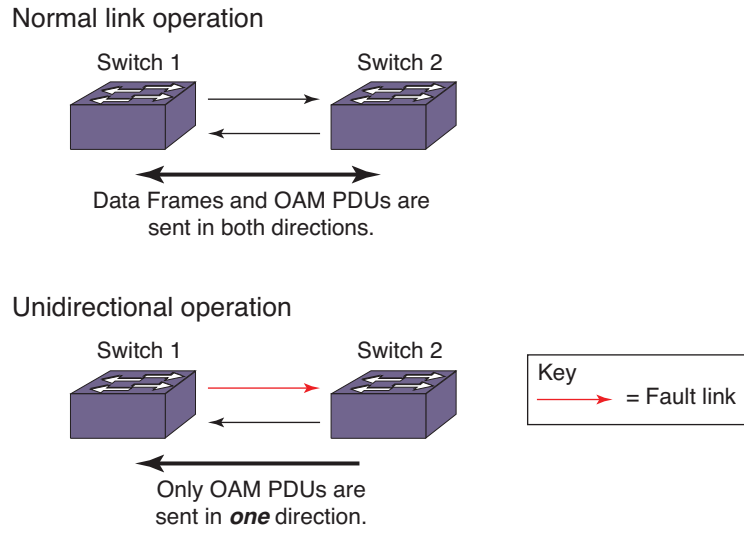 Normal link operation
Switch 1
Switch 2
Data Frames and OAM PDUs are
sent in both directions.
Unidirectional operation
Switch 1
Switch 2
Key
= Fault link
Only OAM PDUs are
sent in one direction.